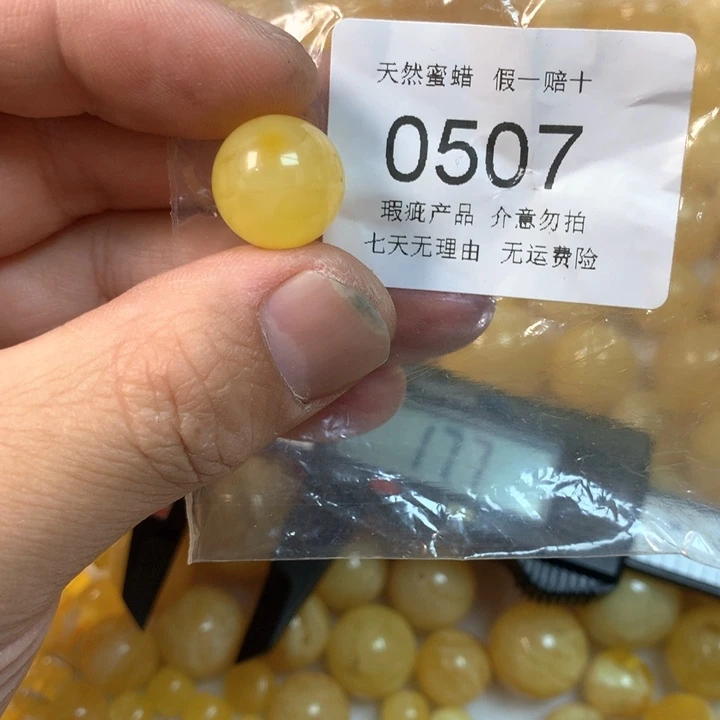 天然蜜蜡 假一赔十
0507
瑕疵产品 介意勿拍
七天无理由 无运费险